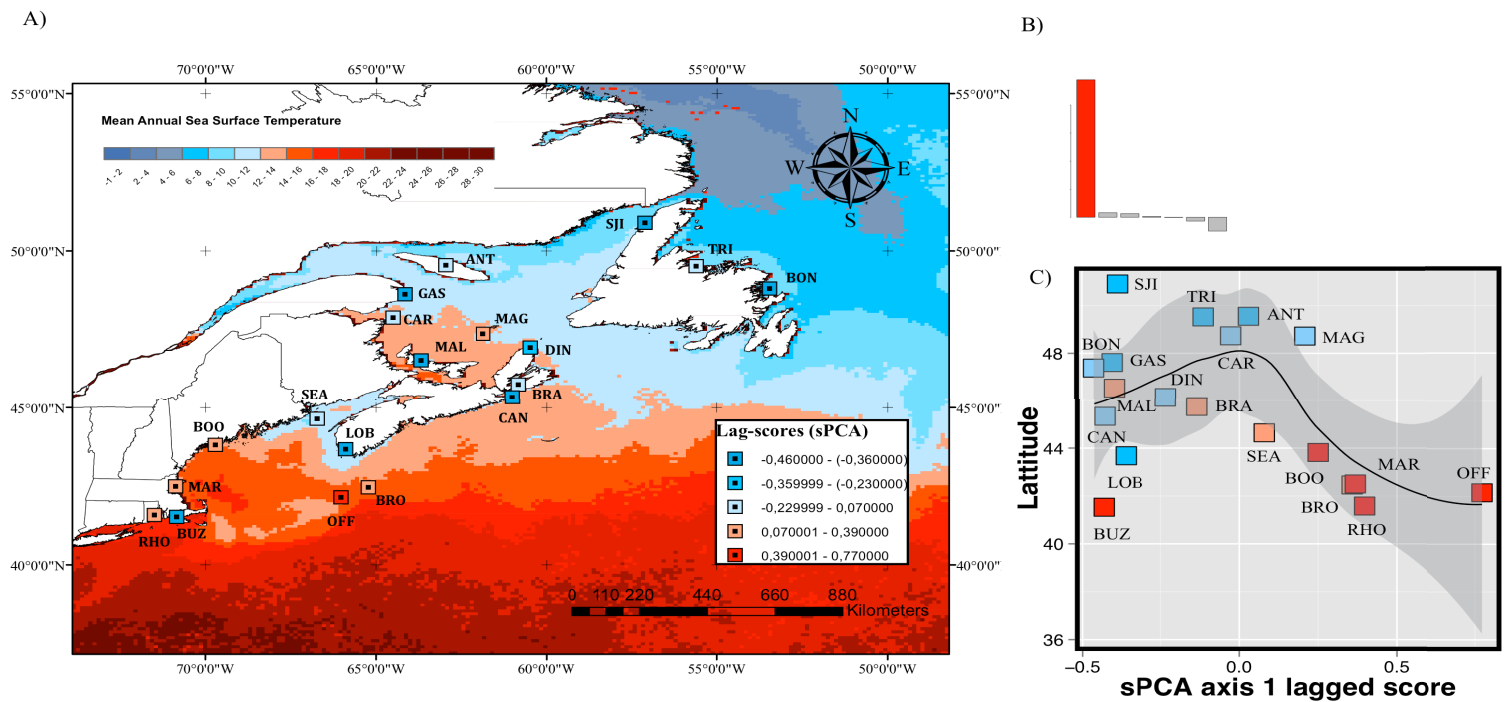 A)
B)
70°0'0"W 65°0'0"W 60°0'0"W 55°0'0"W 50°0'0"W
55°0'0"N 55°0'0"N
Mean Annual Sea Surface Temperature
-1 - 2 2 - 4 4 - 6 6 - 8 8 - 10 10 - 12 12 - 14 14 - 16 16 - 18 18 - 20 20 - 22 22 - 24 24 - 26 26 - 28 28 - 30
N
W E
S
SJI
50°0'0"N 50°0'0"N
TRI
ANT
BON
GAS
CAR
MAG
MAL
DIN
SEA
BRA
45°0'0"N 45°0'0"N
CAN
BOO
LOB
MAR
BRO
OFF
BUZ
RHO
40°0'0"N 40°0'0"N
Lag-scores (sPCA)
-0,460000 - (-0,360000)
-0,359999 - (-0,230000)
-0,229999 - 0,070000
0,070001 - 0,390000
0,390001 - 0,770000
0 110 220 440 660 880
Kilometers
70°0'0"W 65°0'0"W 60°0'0"W 55°0'0"W 50°0'0"W
C)
SJI
TRI
ANT
MAG
BON
48
GAS
CAR
DIN
MAL
BRA
CAN
44
SEA
LOB
BOO
MAR
OFF
BRO
RHO
BUZ
40
36
Lattitude
-0.5 0.0 0.5
sPCA axis 1 lagged score